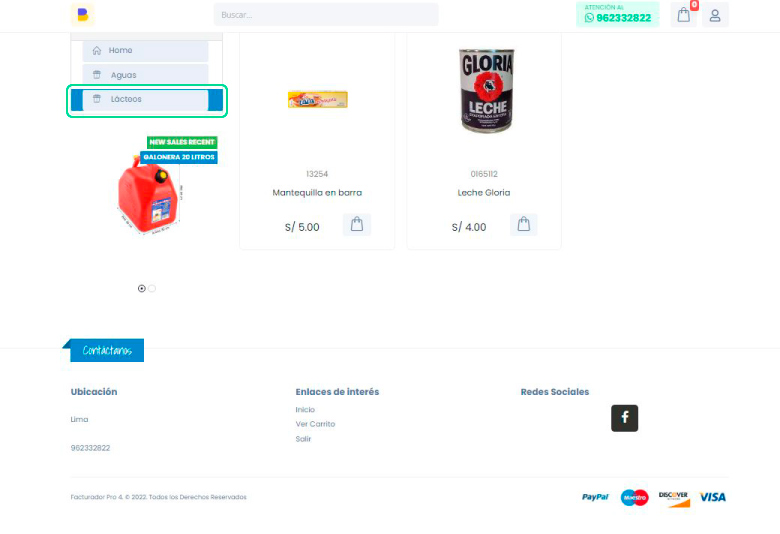 Buscar...
ATENCIÓN AL
962332822
0
Home
Aguas
Lácteos
NEW SALES RECENT
GALONERA 20 LITROS
GLORIA
LECHE
13254
0165112
Mantequilla en barra
Leche Gloria
S/ 5.00
S/ 4.00
Contáctanos
Ubicación
Enlaces de interés
Redes Sociales
Lima
Inicio
Ver Carrito
962332822
Salir
Facturador Pro 4. © 2022. Todos los Derechos Reservados
PayPal
Maestro
DISCOVER
VISA